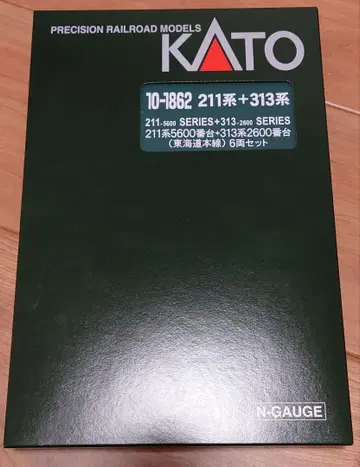 PRECISION RAILROAD MODELS
KATO
10-1862 211系+313系
211-5600 SERIES+313-2600 SERIES
211系5600番台+313系2600番台
(東海道本線) 6両セット
N-GAUGE